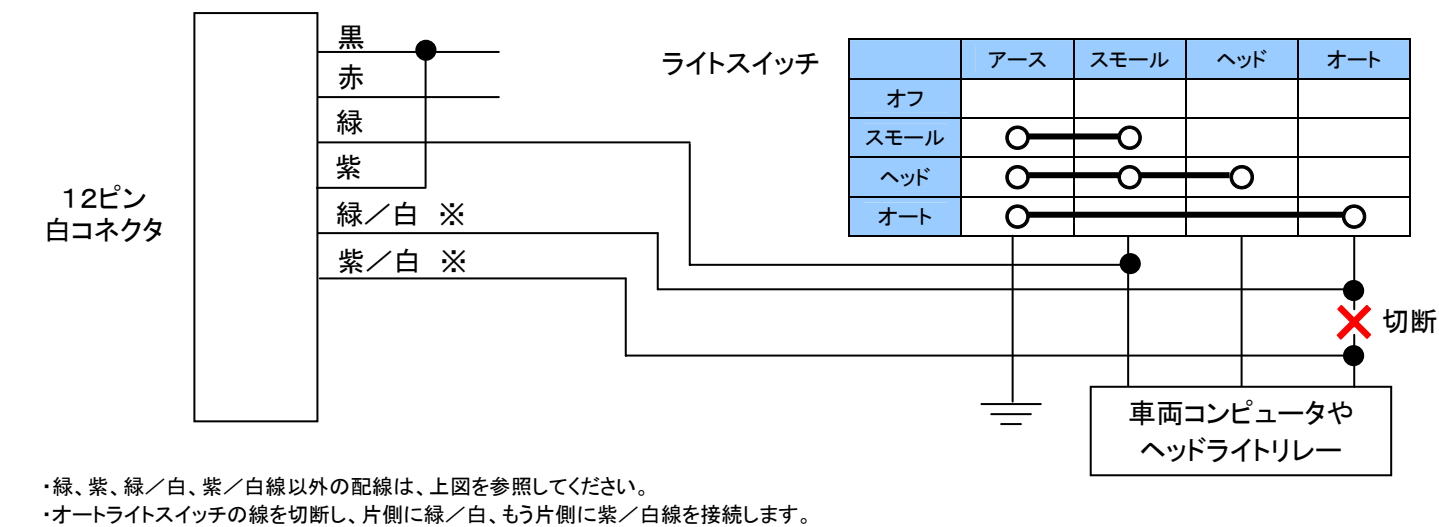 黒
赤
緑
紫
緑／白　※
紫／白　※
１２ピン
白コネクタ
ライトスイッチ
アース　スモール　ヘッド　オート
オフ
スモール
ヘッド
オート
切断
車両コンピュータや
ヘッドライトリレー
・緑、紫、緑／白、紫／白線以外の配線は、上図を参照してください。
・オートライトスイッチの線を切断し、片側に緑／白、もう片側に紫／白線を接続します。